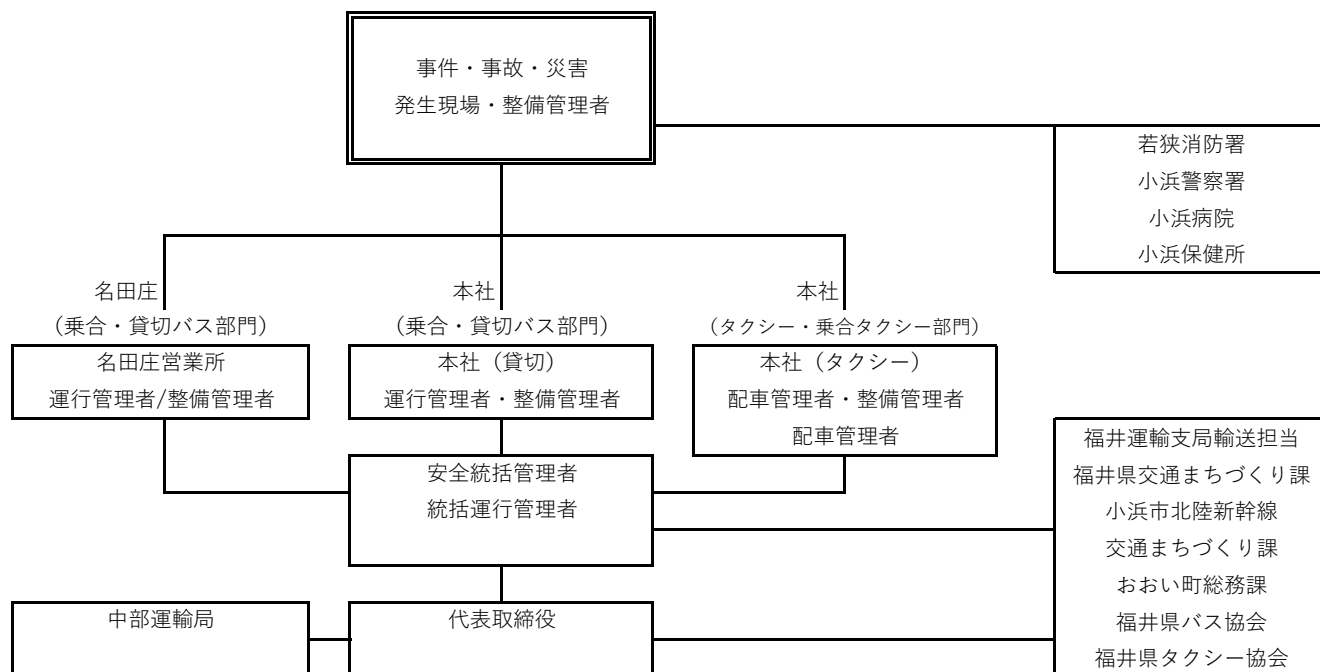 事件・事故・災害
発生現場・整備管理者
若狭消防署
小浜警察署
小浜病院
小浜保健所
名田庄
（乗合・貸切バス部門）
名田庄営業所
運行管理者/整備管理者
本社
（乗合・貸切バス部門）
本社（貸切）
運行管理者・整備管理者
本社
（タクシー・乗合タクシー部門）
本社（タクシー）
配車管理者・整備管理者
配車管理者
安全統括管理者
統括運行管理者
福井運輸支局輸送担当
福井県交通まちづくり課
小浜市北陸新幹線
交通まちづくり課
おおい町総務課
福井県バス協会
福井県タクシー協会
中部運輸局
代表取締役